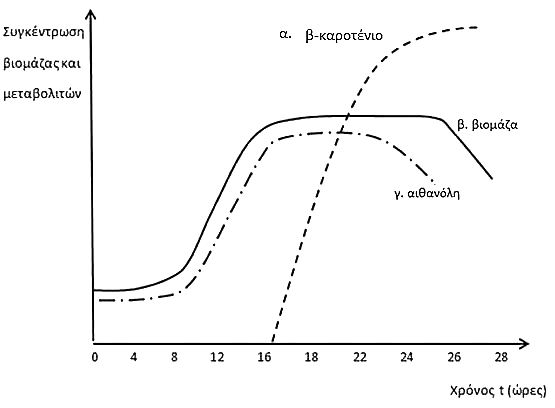 Συγκέντρωση
βιομάζας και
μεταβολιτών
α. β-καροτένιο
β. βιομάζα
γ. αιθανόλη
0 4 8 12 16 18 22 24 26 28
Χρόνος t (ώρες)